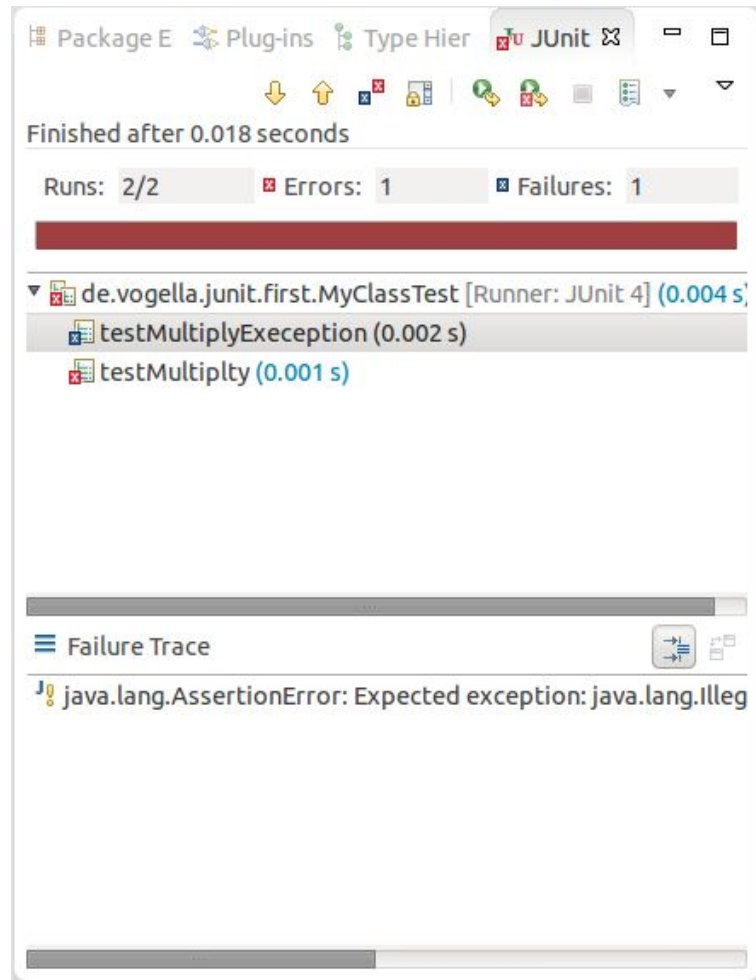 Package E Plug-ins Type Hier JUnit
Finished after 0.018 seconds
Runs: 2/2 Errors: 1 Failures: 1
de.vogella.junit.first.MyClassTest [Runner: JUnit 4] (0.004 s)
testMultiplyExeception (0.002 s)
testMultiplty (0.001 s)
Failure Trace
java.lang.AssertionError: Expected exception: java.lang.Illeg